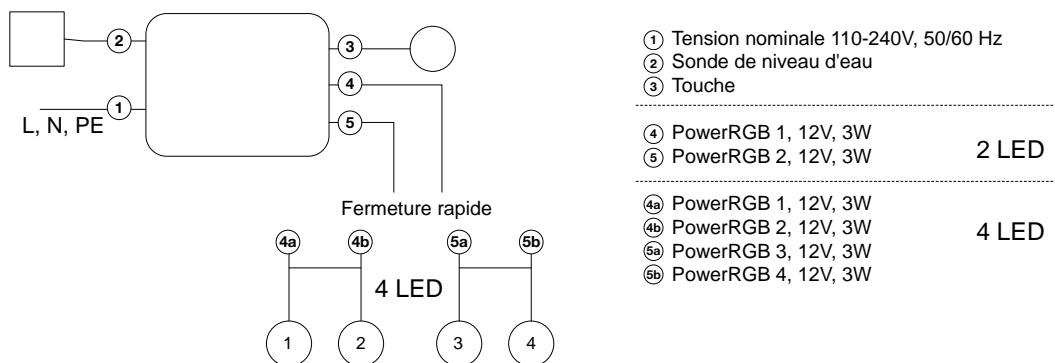 2
1
L, N, PE
3
4
5
Fermeture rapide
4a
4b
5a
5b
4 LED
1
2
3
4
1 Tension nominale 110-240V, 50/60 Hz
2 Sonde de niveau d'eau
3 Touche
4 PowerRGB 1, 12V, 3W
5 PowerRGB 2, 12V, 3W
2 LED
4a PowerRGB 1, 12V, 3W
4b PowerRGB 2, 12V, 3W
5a PowerRGB 3, 12V, 3W
5b PowerRGB 4, 12V, 3W
4 LED